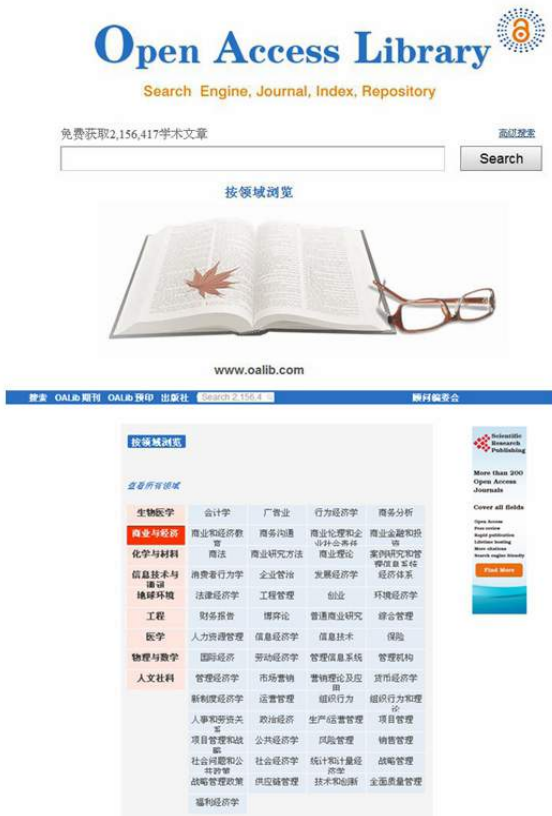 Open Access Library
Search Engine, Journal, Index, Repository
免费获取2,156,417学术文章
高级搜索
Search
按领域浏览
www.oalib.com
搜索 OALib 期刊 OALib 预印 出版社 Search 2,156,4 顾问编委会
按领域浏览
查看所有领域
生物医学 会计学 广告业 行为经济学 商务分析
商业与经济 商业和经济教育 商务沟通 商业伦理和企业社会责任 商业金融和投资
化学与材料 商法 商业研究方法 商业理论 案例研究和管理信息系统
信息技术与通讯 消费者行为学 企业管治 发展经济学 经济体系
地球环境 法律经济学 工程管理 创业 环境经济学
工程 财务报告 博弈论 普通商业研究 综合管理
医学 人力资源管理 信息经济学 信息技术 保险
物理与数学 国际经济 劳动经济学 管理信息系统 管理机构
人文社科 管理经济学 市场营销 营销理论及应用 货币经济学
新制度经济学 运营管理 组织行为 组织行为和理论
人事和劳资关系 政治经济 生产/运营管理 项目管理
项目管理和战略 公共经济学 风险管理 销售管理
社会问题和公共政策 社会经济学 统计和计量经济学 战略管理
战略管理政策 供应链管理 技术和创新 全面质量管理
福利经济学
Scientific
Research
Publishing
More than 200
Open Access
Journals
Cover all fields
Open Access
Peer review
Rapid publication
Lifetime hosting
More citations
Search engine friendly
Find More